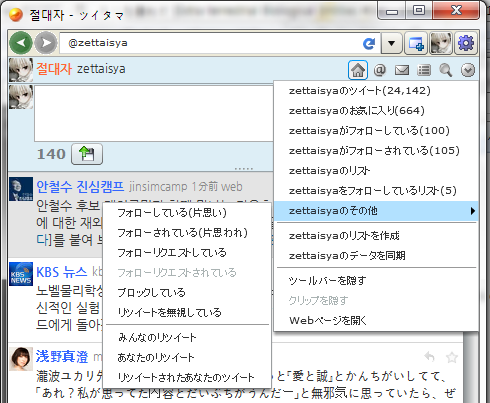 絶対자 - ツイタマ
@zettaisya
絶対자 zettaisya
140
zettaisyaのツイート(24,142)
zettaisyaのお気に入り(664)
zettaisyaがフォローしている(100)
zettaisyaがフォローされている(105)
zettaisyaのリスト
zettaisyaをフォローしているリスト(5)
zettaisyaのその他
zettaisyaのリストを作成
zettaisyaのデータを同期
ツールバーを隠す
クリップを隠す
Webページを開く
안철수 진심캠프 jinsimcamp 1分前 web
안철수 후보
에 대한 재외
다]를 붙여 보
フォローしている(片思い)
フォローされている(片思われ)
フォローリクエストしている
フォローリクエストされている
ブロックしている
リツイートを無視している
みんなのリツイート
あなたのリツイート
リツイートされたあなたのツイート
KBS NEWS
KBS 뉴스
노벨물리학
신적인 실험
드에게 돌아
浅野真澄
瀧波ユカリ
っと『愛と誠』とかんちがいしてて、
「あれ？私が思ってた内容とだいぶちがうんだー」と無邪気に思っていたら、ぜ